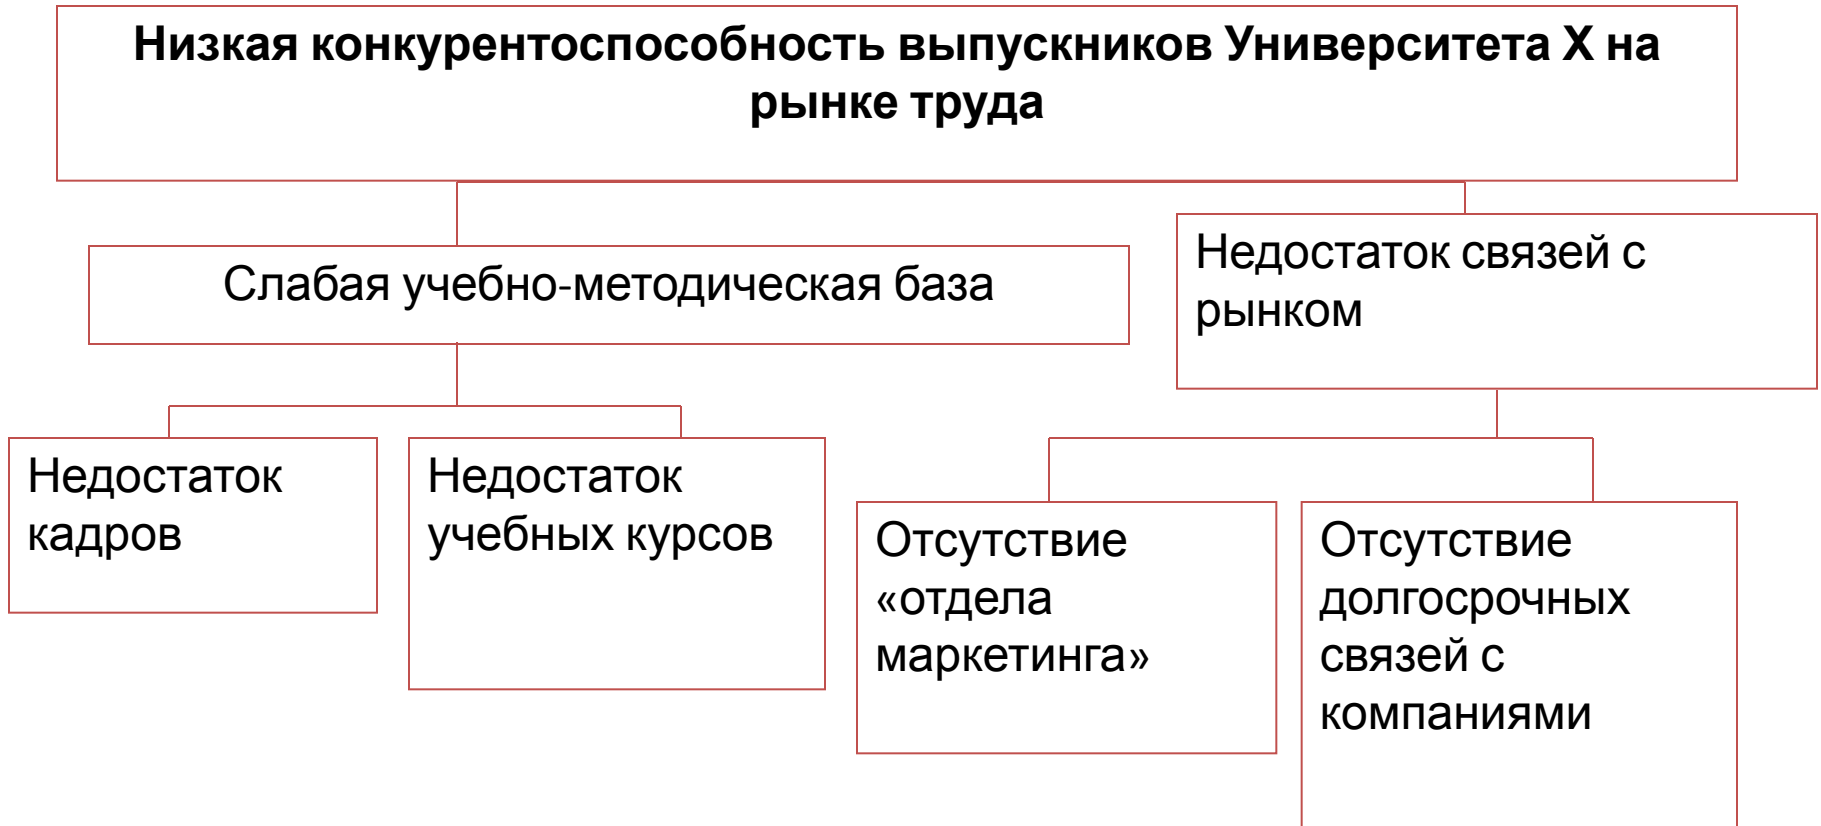 Низкая конкурентоспособность выпускников Университета Х на
рынке труда
Слабая учебно-методическая база
Недостаток связей с
рынком
Недостаток
кадров
Недостаток
учебных курсов
Отсутствие
«отдела
маркетинга»
Отсутствие
долгосрочных
связей с
компаниями